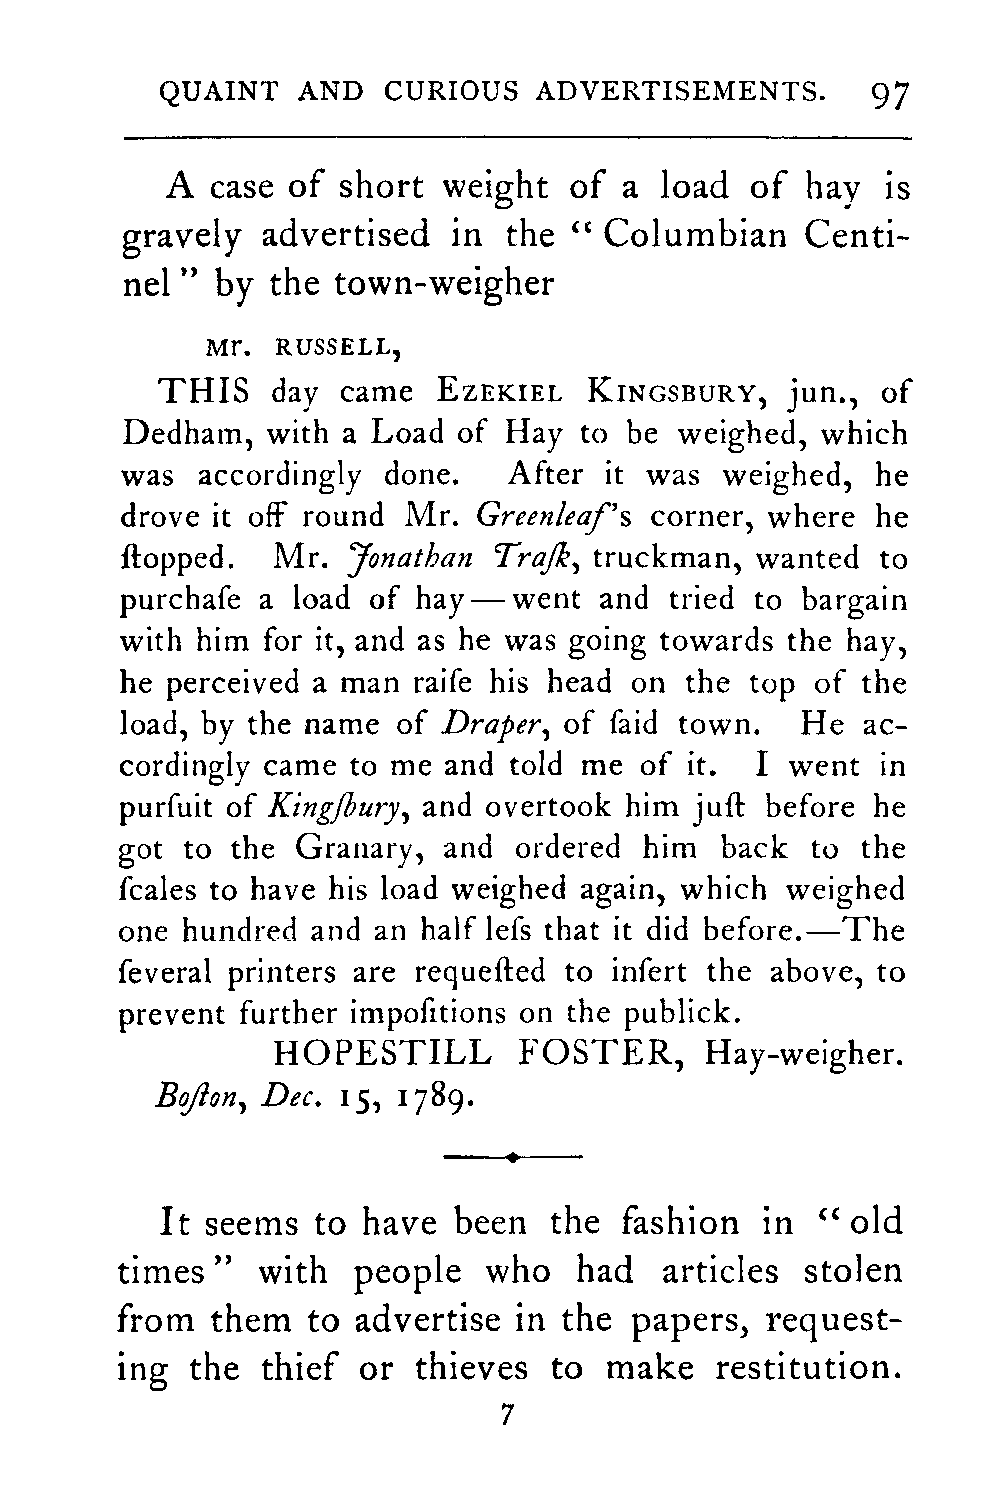 QUAINT AND CURIOUS ADVERTISEMENTS. 97
A case of short weight of a load of hay is
gravely advertised in the “Columbian Centi-
nel” by the town-weigher
Mr. RUSSELL,
THIS day came EZEKIEL KINGSBURY, jun., of
Dedham, with a Load of Hay to be weighed, which
was accordingly done. After it was weighed, he
drove it off round Mr. Greenleaf's corner, where he
ſtopped. Mr. Jonathan Traſk, truckman, wanted to
purchaſe a load of hay—went and tried to bargain
with him for it, and as he was going towards the hay,
he perceived a man raiſe his head on the top of the
load, by the name of Draper, of ſaid town. He ac-
cordingly came to me and told me of it. I went in
purſuit of Kingſbury, and overtook him juſt before he
got to the Granary, and ordered him back to the
ſcales to have his load weighed again, which weighed
one hundred and an half leſs that it did before.—The
ſeveral printers are requeſted to inſert the above, to
prevent further impoſitions on the publick.
HOPESTILL FOSTER, Hay-weigher.
Boſton, Dec. 15, 1789.
It seems to have been the fashion in “old
times” with people who had articles stolen
from them to advertise in the papers, request-
ing the thief or thieves to make restitution.
7